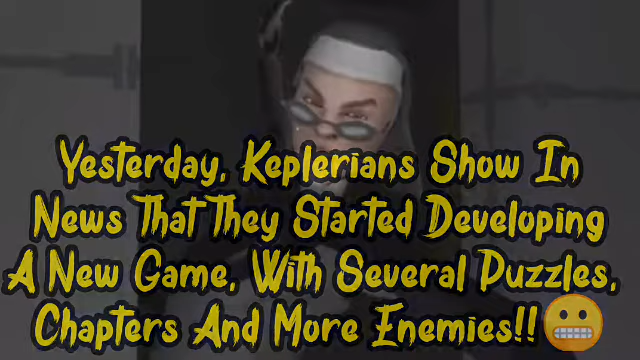 Yesterday, Keplerians Show In
News That They Started Developing
A New Game, With Several Puzzles,
Chapters And More Enemies!!😬